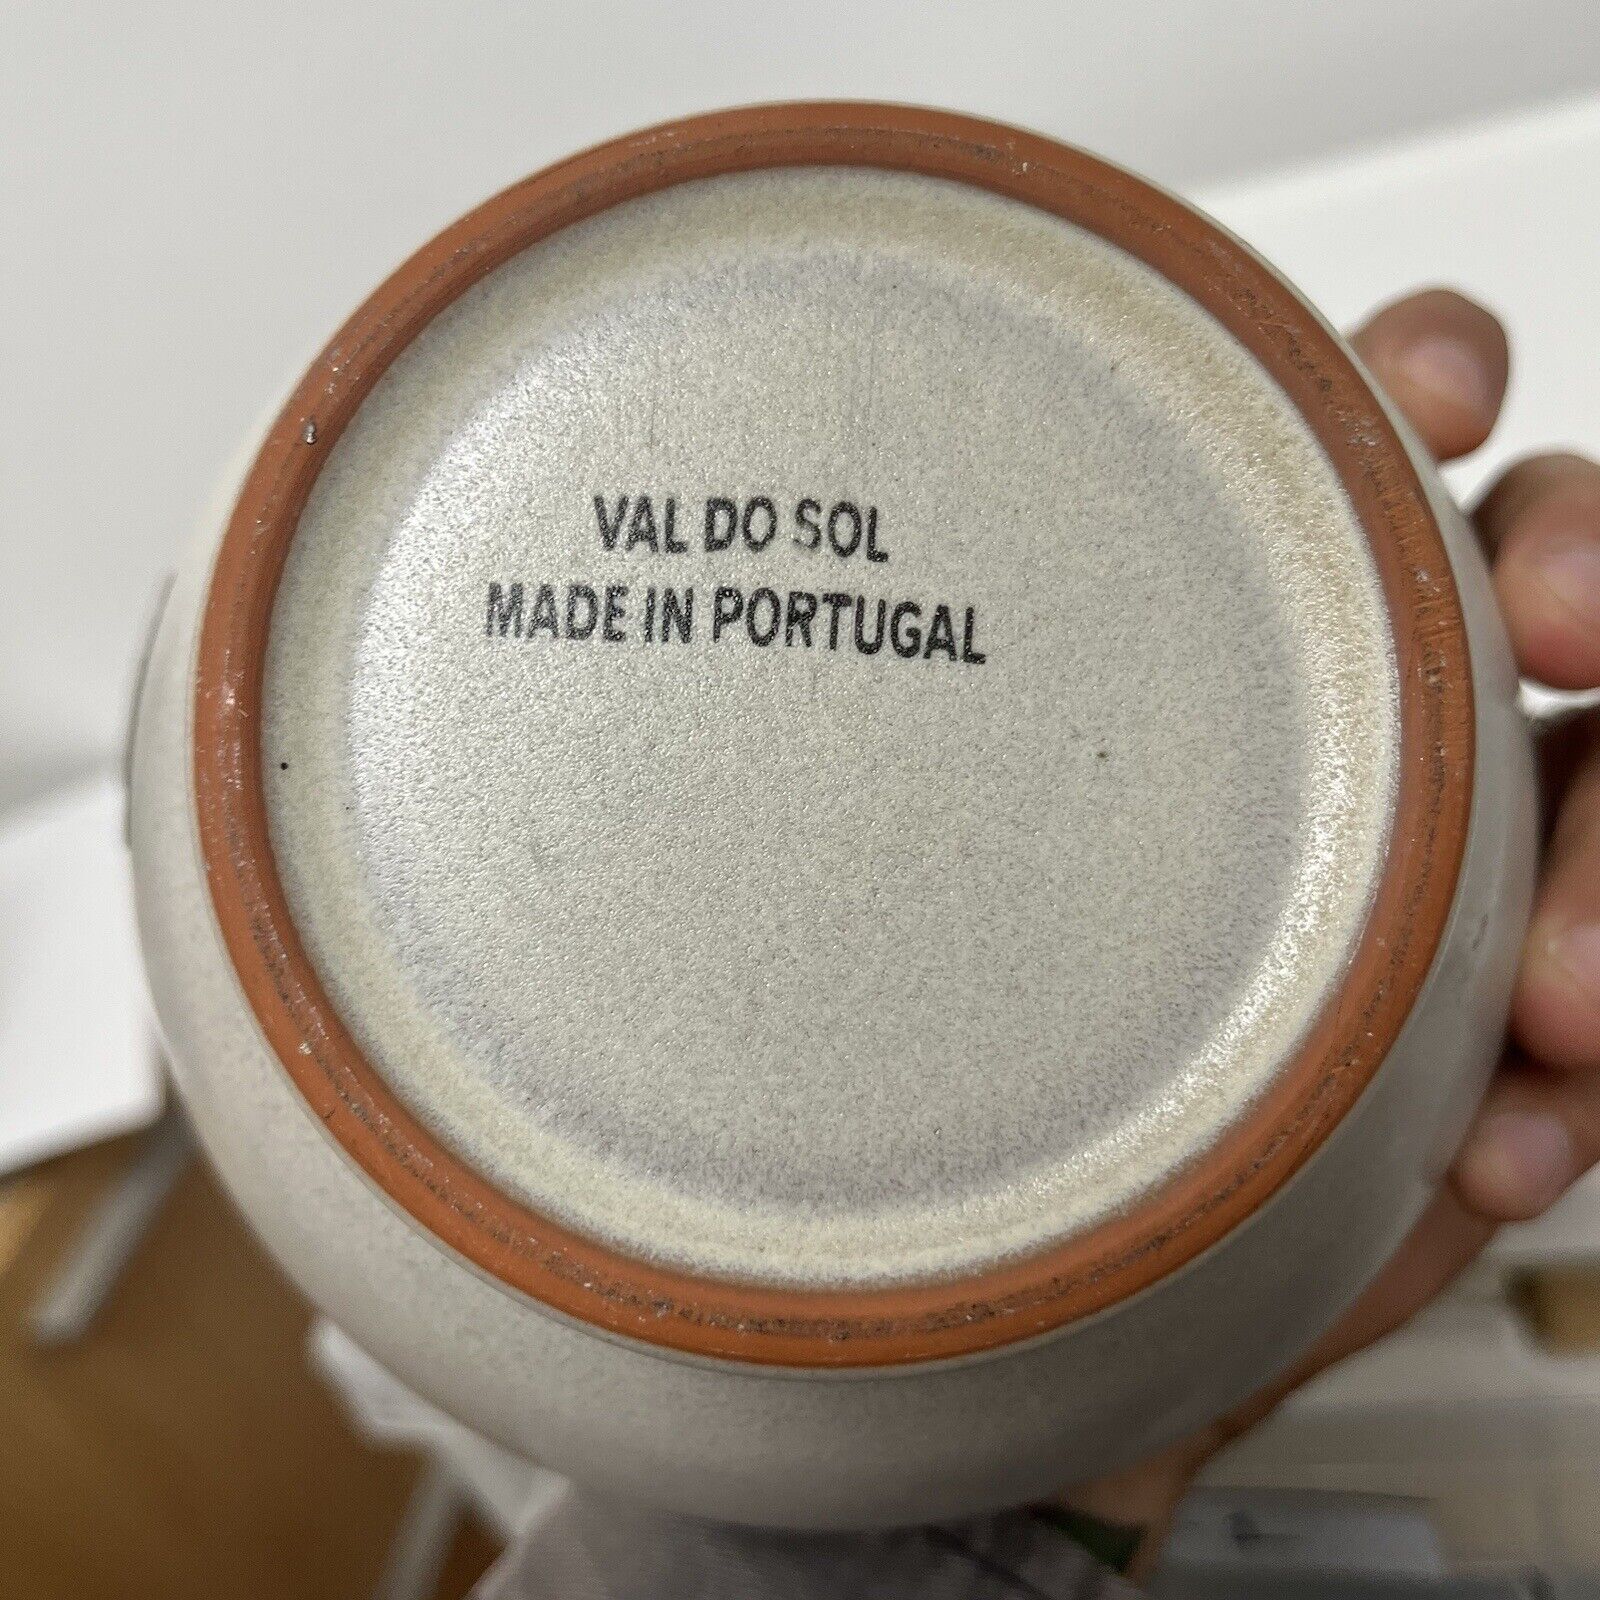 VAL DO SOL
MADE IN PORTUGAL